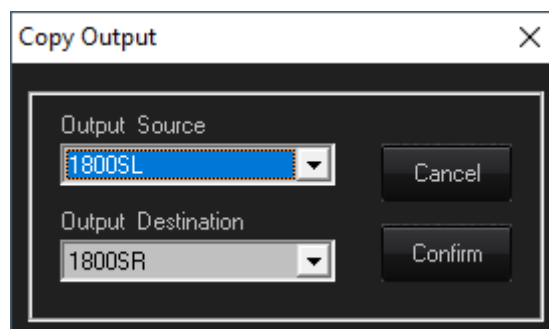 Copy Output
Output Source
1800SL
Cancel
Output Destination
1800SR
Confirm